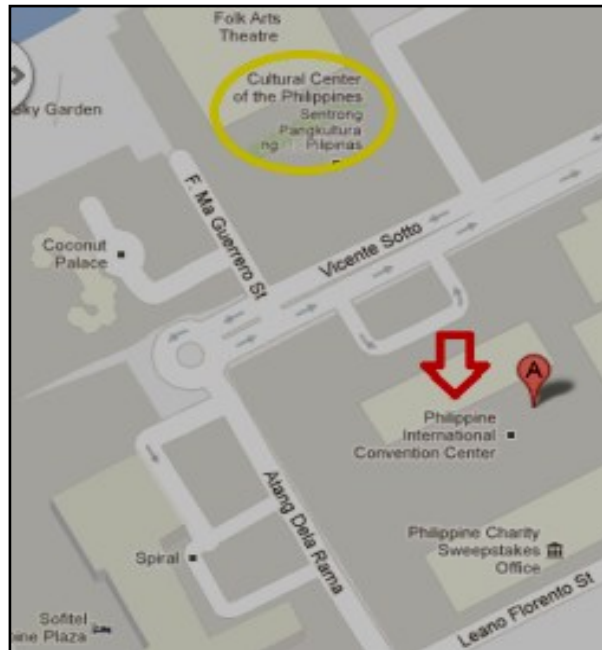 Folk Arts
Theatre
Cultural Center
of the Philippines
Sentrong
Pangkultura
ng Pilipinas
Garden
F. Ma Guerrero St
Vicente Sotto
Coconut
Palace
A
Philippine
International
Convention Center
Atang Dela Rama
Philippine Charity
Sweepstakes
Office
Spiral
Leano Florento St
Sofitel
ine Plaza